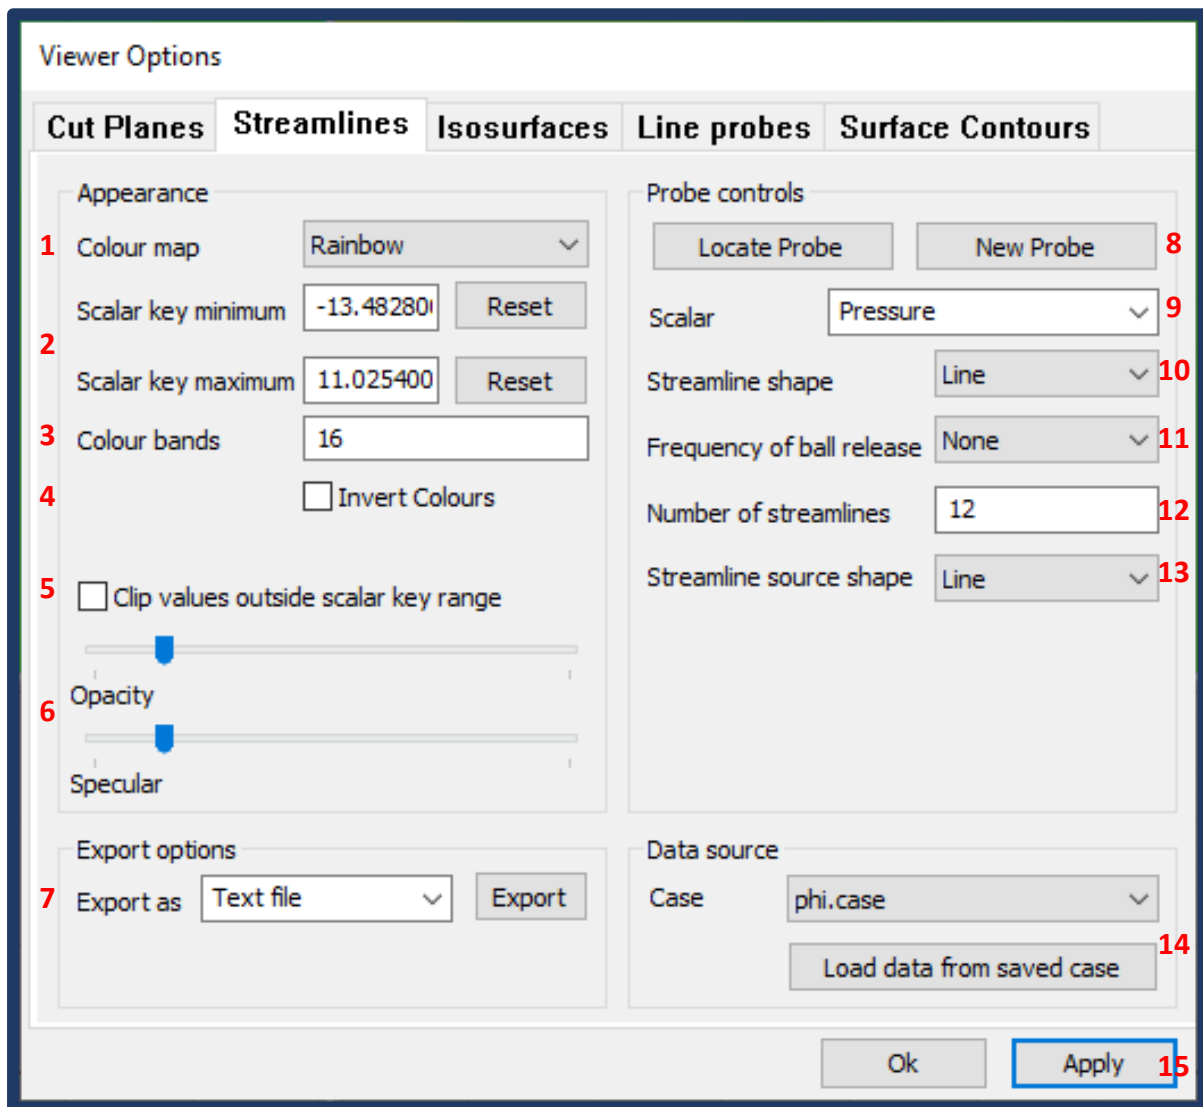 Viewer Options
Cut Planes Streamlines Isosurfaces Line probes Surface Contours
Appearance
1 Colour map Rainbow
Scalar key minimum -13.482800 Reset
2
Scalar key maximum 11.025400 Reset
3 Colour bands 16
4 Invert Colours
5 Clip values outside scalar key range
Opacity
6
Specular
Export options
7 Export as Text file Export
Probe controls
Locate Probe New Probe 8
Scalar Pressure 9
Streamline shape Line 10
Frequency of ball release None 11
Number of streamlines 12 12
Streamline source shape Line 13
Data source
Case phi.case
14
Load data from saved case
Ok Apply 15